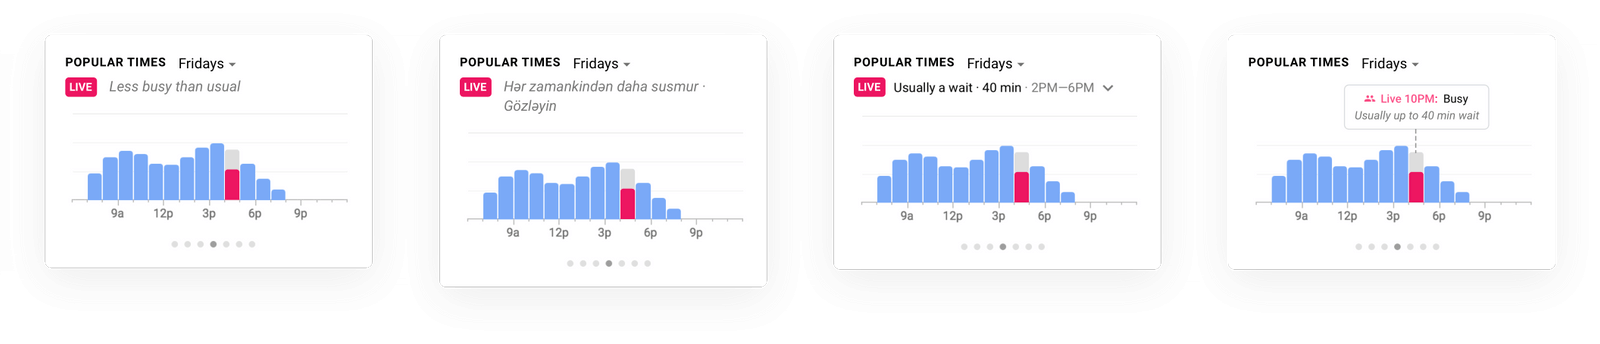 POPULAR TIMES Fridays
LIVE Less busy than usual
9a 12p 3p 6p 9p
POPULAR TIMES Fridays
LIVE Hər zamankindən daha susmur ·
Gözləyin
9a 12p 3p 6p 9p
POPULAR TIMES Fridays
LIVE Usually a wait · 40 min · 2PM—6PM
9a 12p 3p 6p 9p
POPULAR TIMES Fridays
Live 10PM: Busy
Usually up to 40 min wait
9a 12p 3p 6p 9p